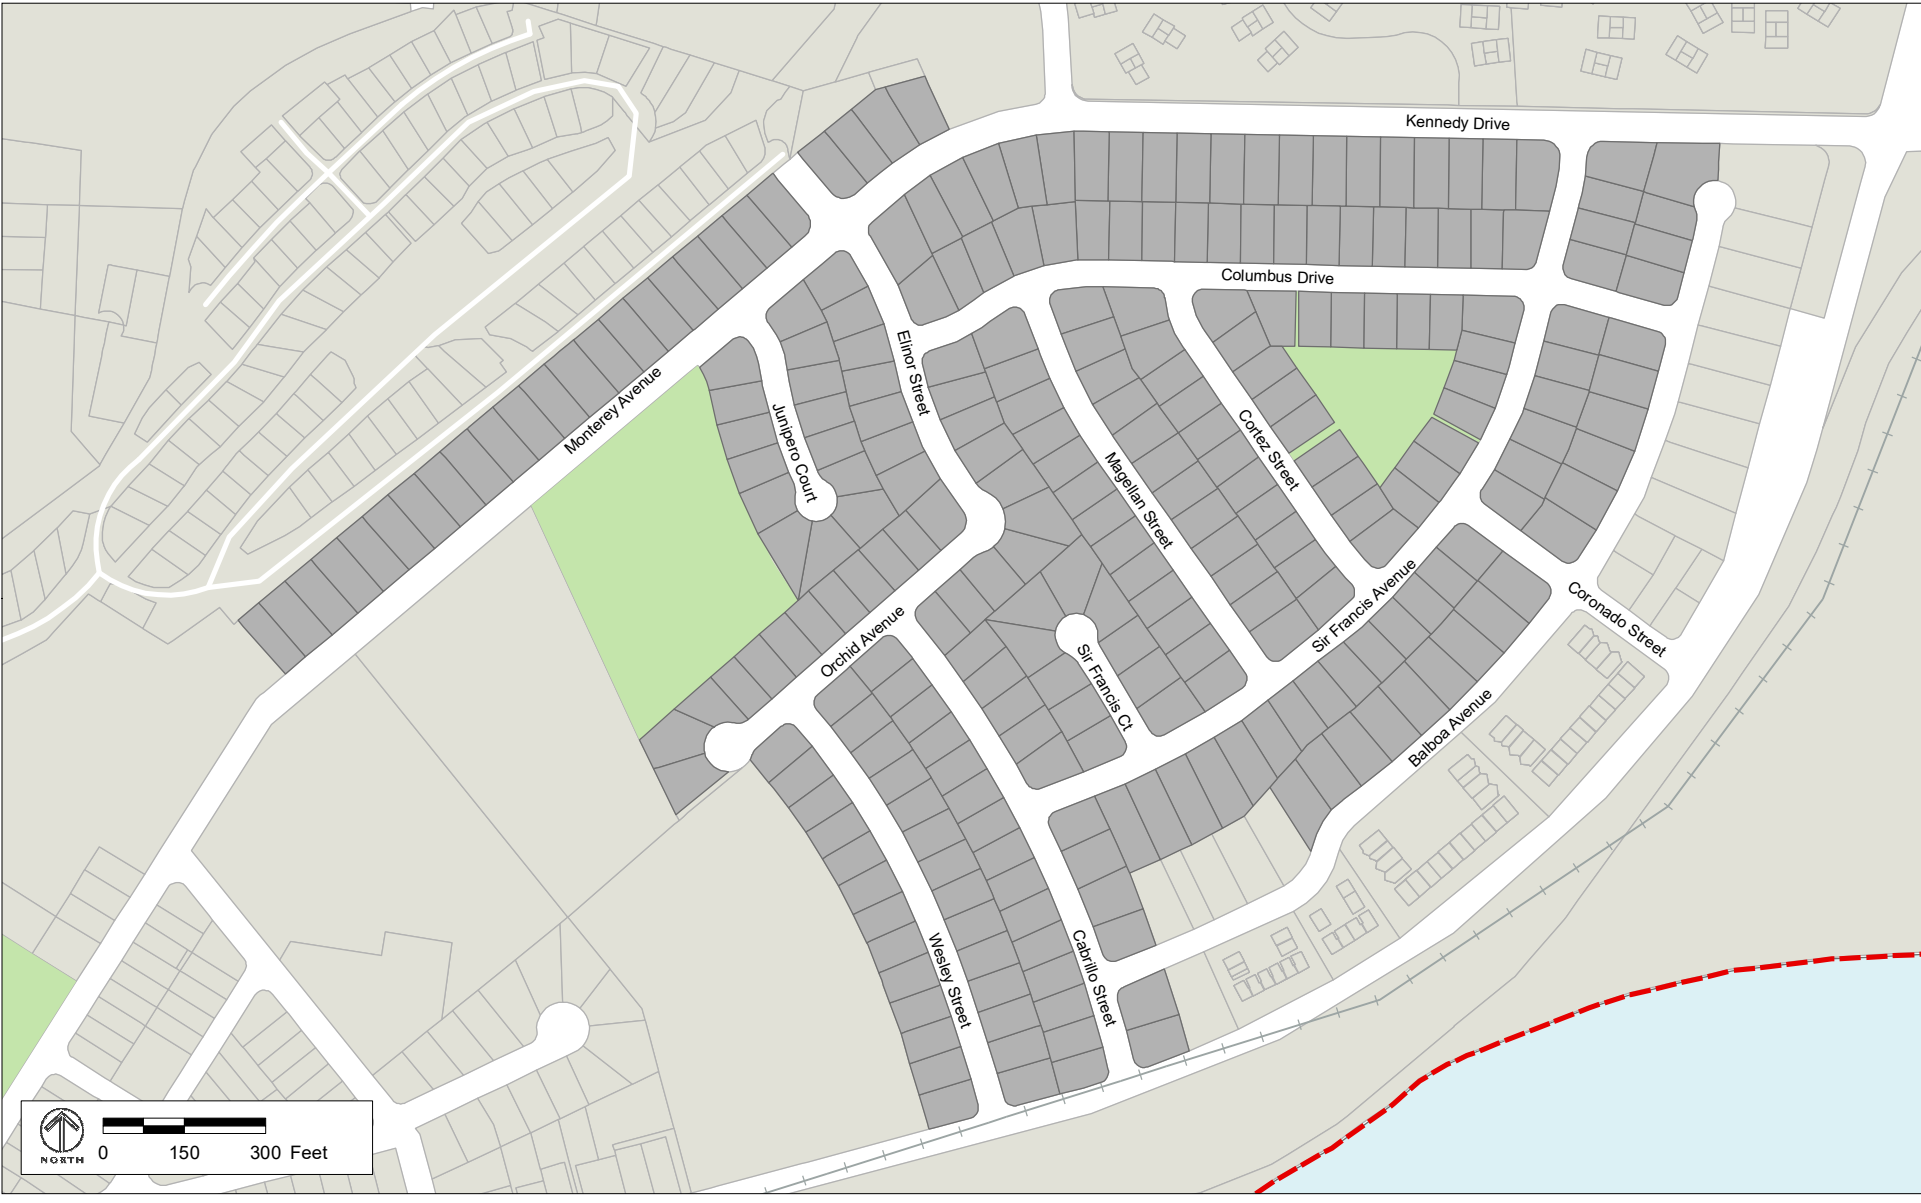 Kennedy Drive
Columbus Drive
Elinor Street
Monterey Avenue
Junipero Court
Cortez Street
Magellan Street
Sir Francis Avenue
Coronado Street
Orchid Avenue
Sir Francis Ct
Balboa Avenue
Wesley Street
Cabrillo Street
NORTH
0 150 300 Feet